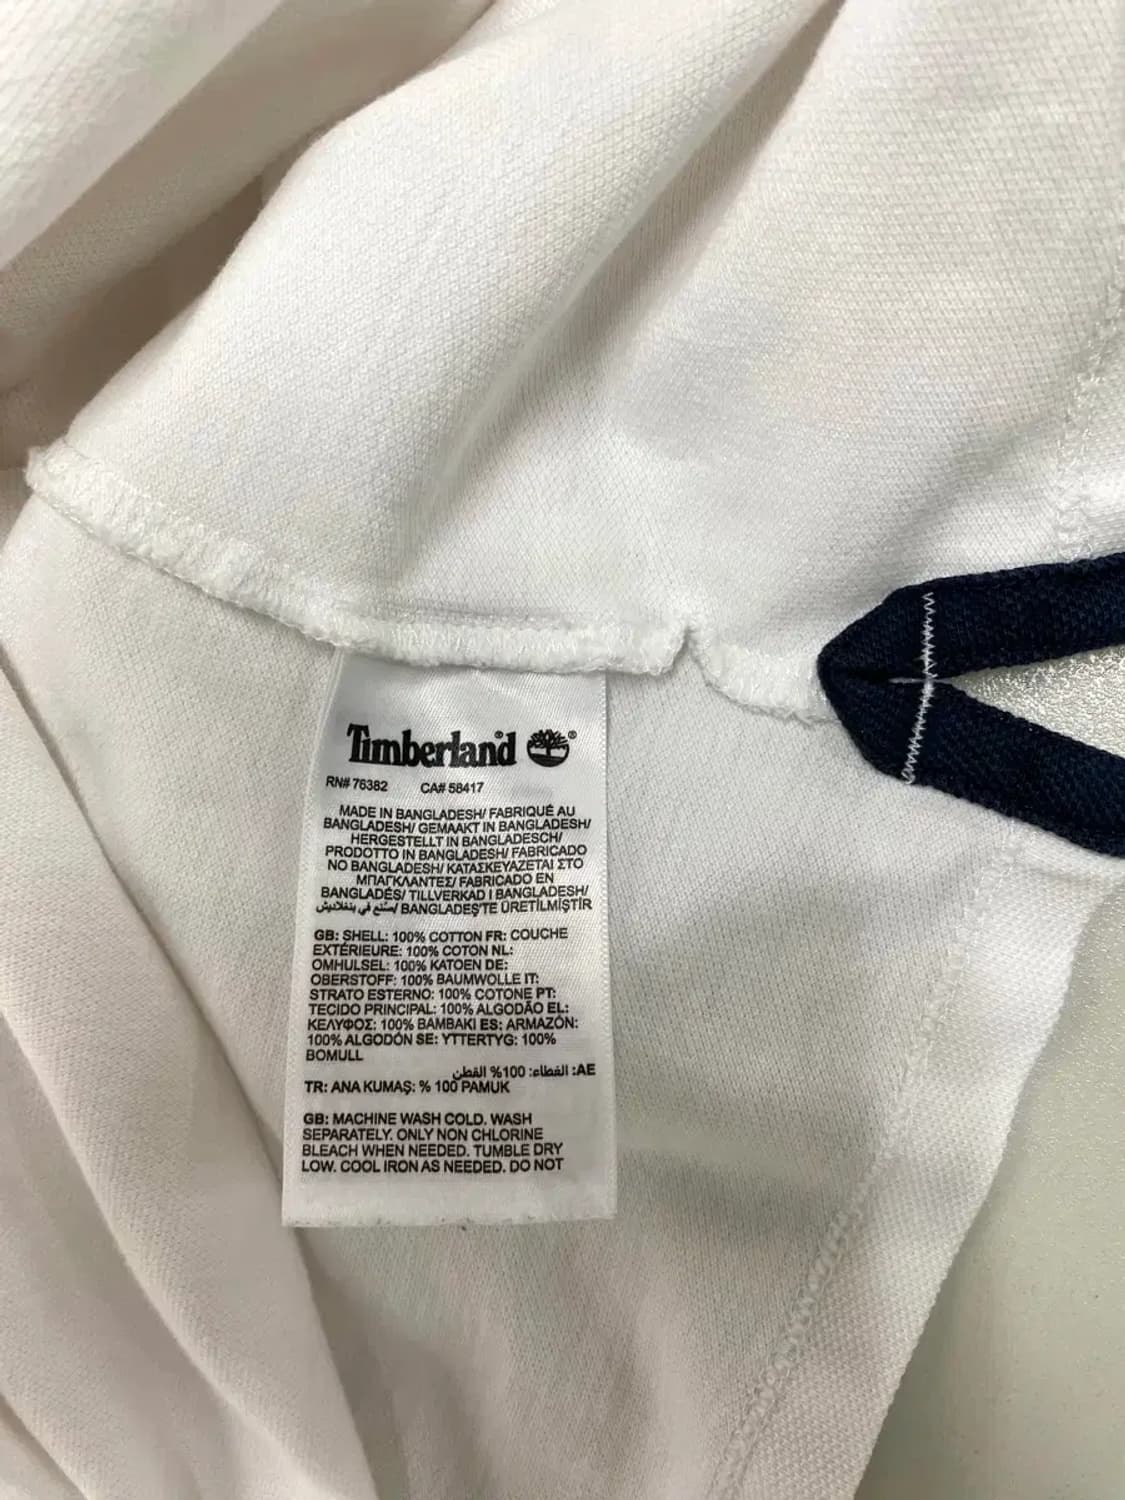 Timberland®
RN# 76382 CA# 58417
MADE IN BANGLADESH/ FABRIQUÉ AU
BANGLADESH/ GEMAAKT IN BANGLADESH/
HERGESTELLT IN BANGLADESCH/
PRODOTTO IN BANGLADESH/ FABRICADO
NO BANGLADESH/ ΚΑΤΑΣΚΕΥΑΖΕΤΑΙ ΣΤΟ
ΜΠΑΓΚΛΑΝΤΕΣ/ FABRICADO EN
BANGLADÉS/ TILLVERKAD I BANGLADESH/
صنع في بنغلاديش/ BANGLADEŞ'TE ÜRETİLMİŞTİR
GB: SHELL: 100% COTTON FR: COUCHE
EXTÉRIEURE: 100% COTON NL:
OMHULSEL: 100% KATOEN DE:
OBERSTOFF: 100% BAUMWOLLE IT:
STRATO ESTERNO: 100% COTONE PT:
TECIDO PRINCIPAL: 100% ALGODÃO EL:
ΚΕΛΥΦΟΣ: 100% ΒΑΜΒΑΚΙ ES: ARMAZÓN:
100% ALGODÓN SE: YTTERTYG: 100%
BOMULL
AE: الغطاء: 100% القطن
TR: ANA KUMAŞ: % 100 PAMUK
GB: MACHINE WASH COLD. WASH
SEPARATELY. ONLY NON CHLORINE
BLEACH WHEN NEEDED. TUMBLE DRY
LOW. COOL IRON AS NEEDED. DO NOT